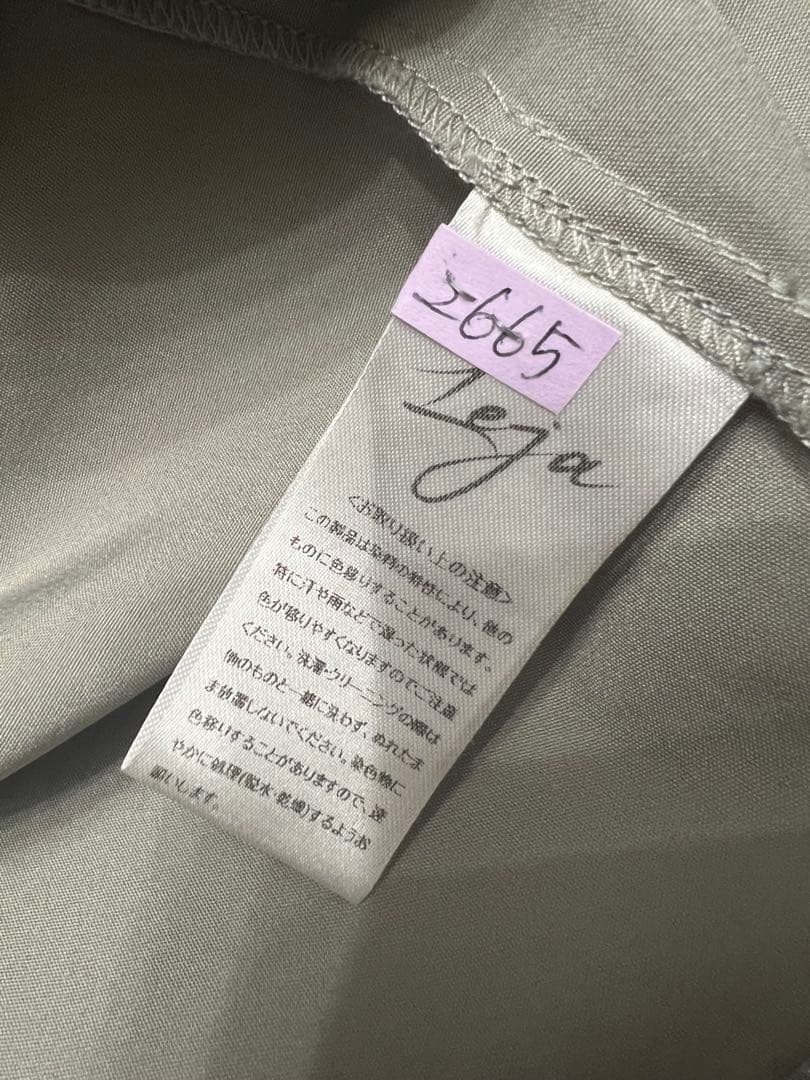 2665
Leja
<お取り扱い上の注意>
この製品は染料の特性により、他の
ものに色移りすることがあります。
特に汗や雨などで湿った状態では
色が移りやすくなりますのでご注意
ください。洗濯・クリーニングの際は
他のものと一緒に洗わず、ぬれたま
ま放置しないでください。染色物に
色移りすることがありますので、速
やかに処理(脱水・乾燥)するようお
願いします。